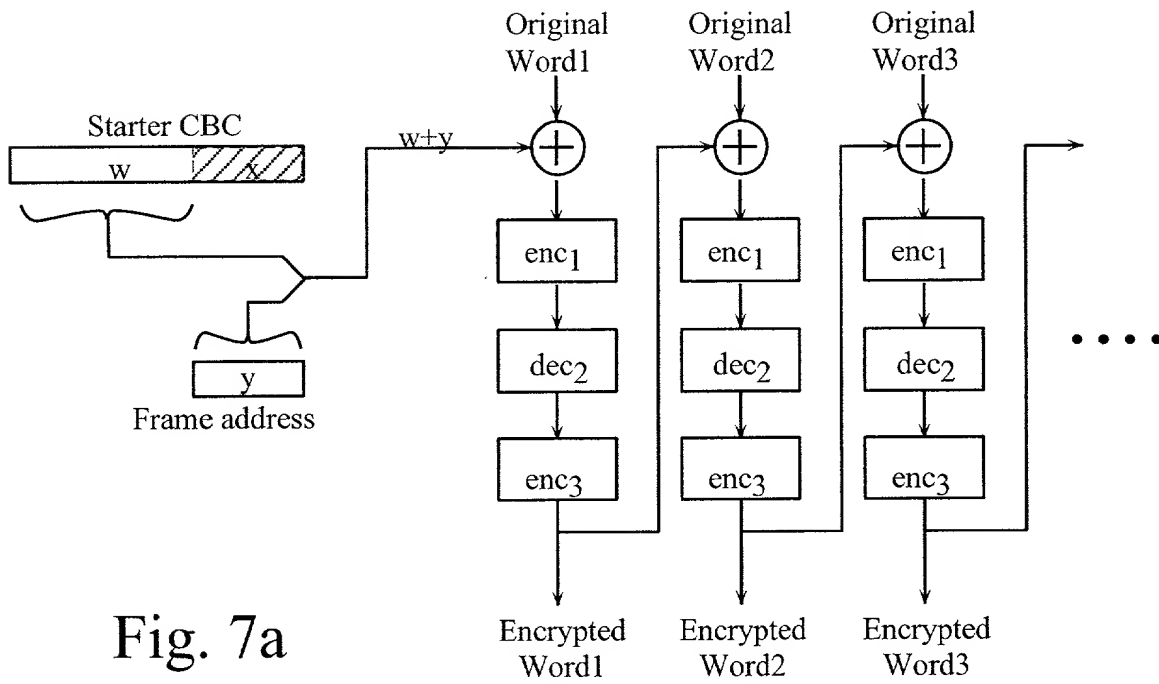 Original Word1
Original Word2
Original Word3
Starter CBC
w
x
w+y
y
Frame address
+
+
+
enc1
enc1
enc1
dec2
dec2
dec2
enc3
enc3
enc3
Encrypted Word1
Encrypted Word2
Encrypted Word3
Fig. 7a